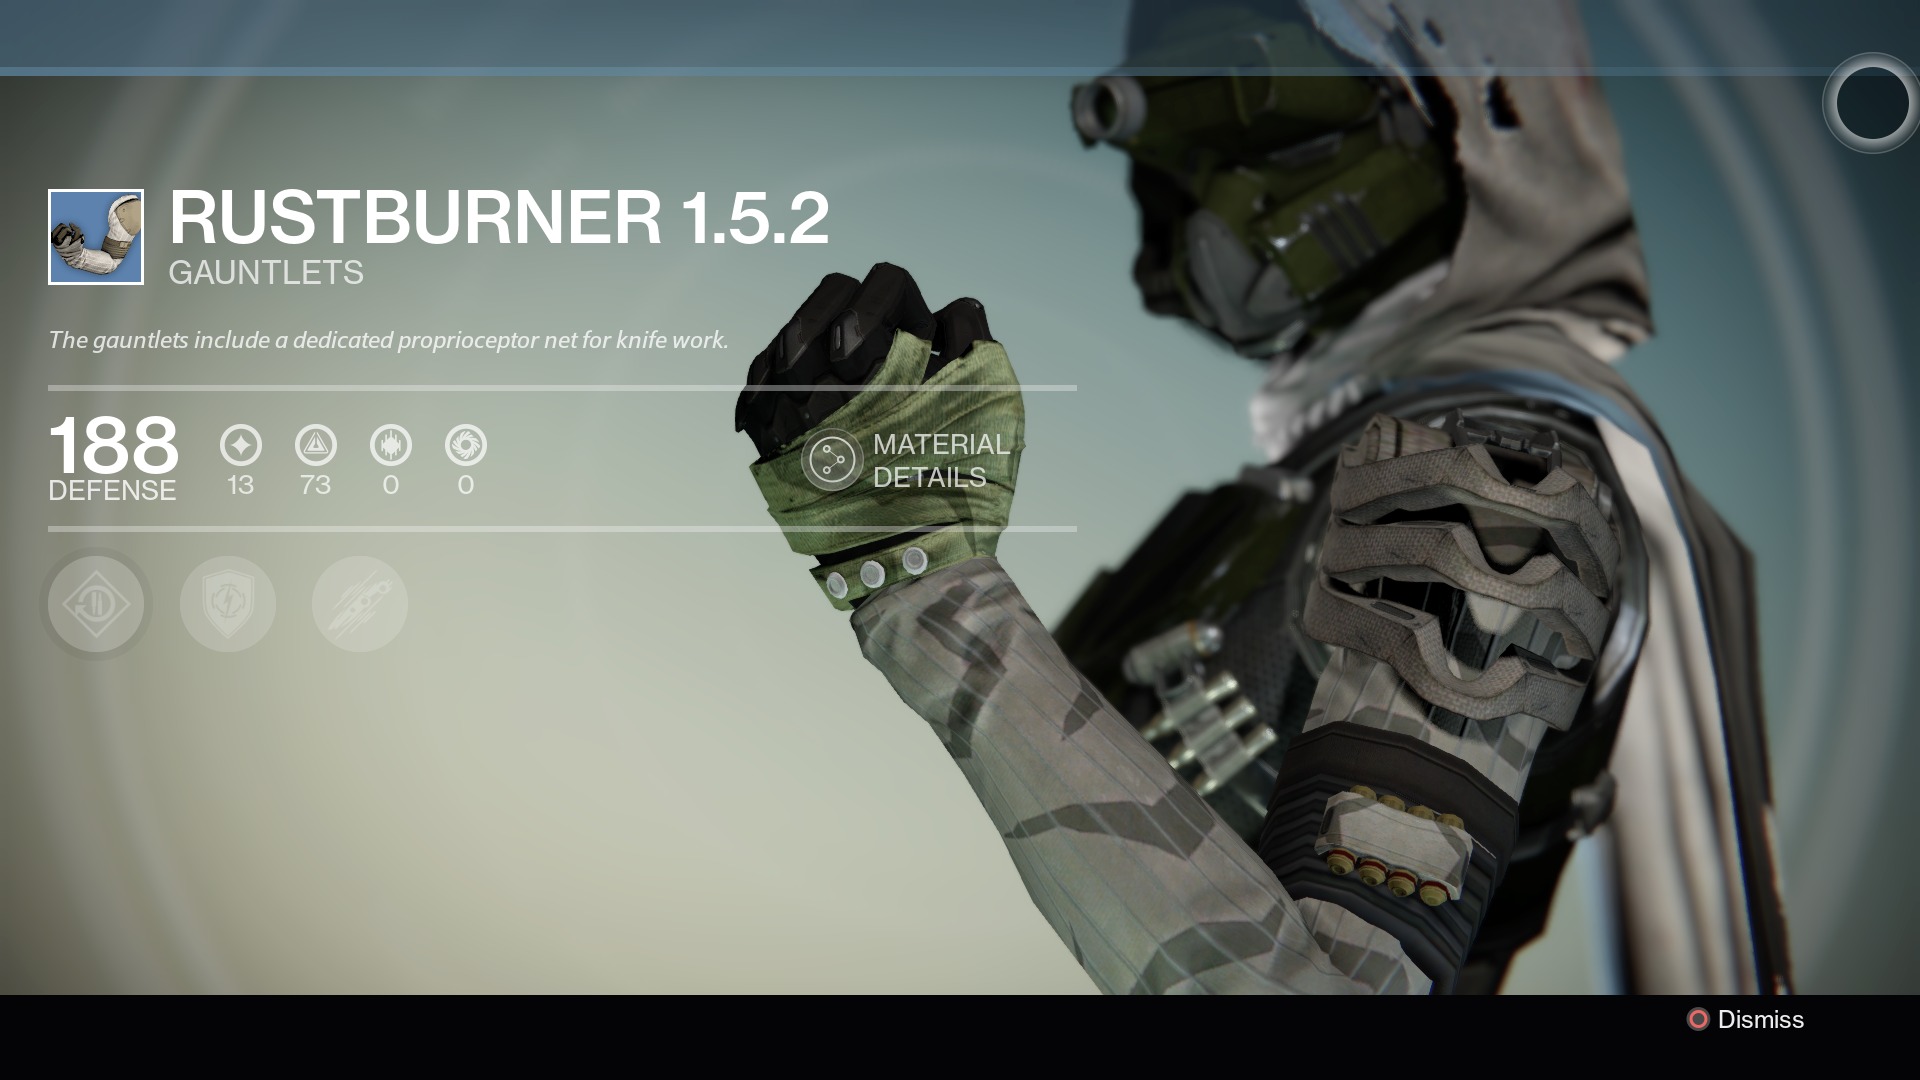 RUSTBURNER 1.5.2
GAUNTLETS
The gauntlets include a dedicated proprioceptor net for knife work.
188
DEFENSE
13 73 0 0
MATERIAL
DETAILS
Dismiss